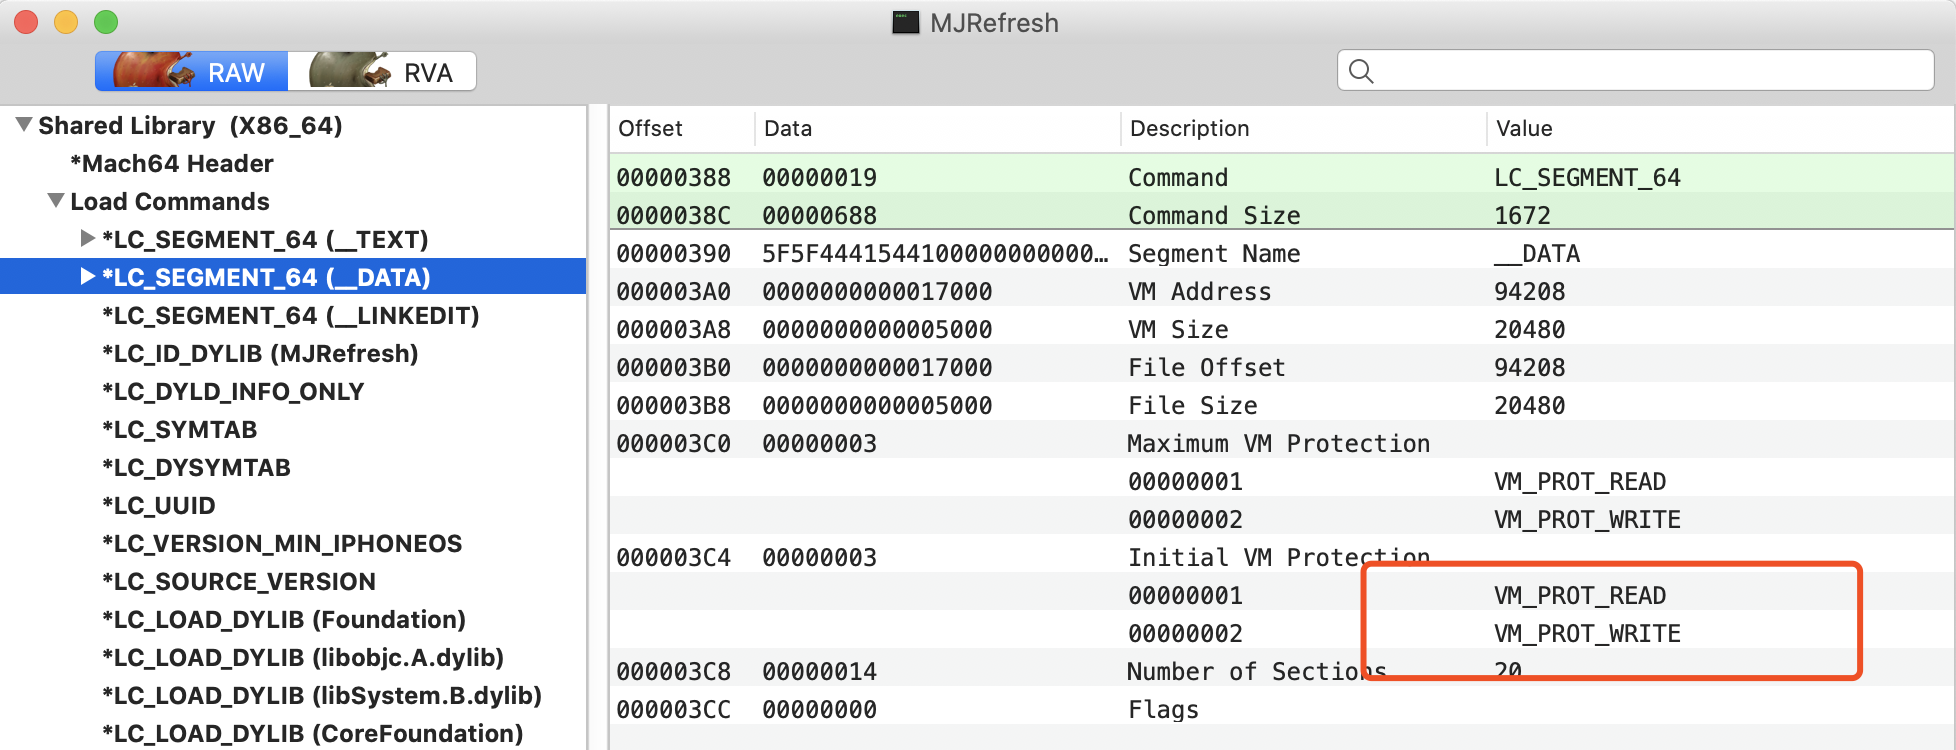 MJRefresh
RAW RVA
Shared Library (X86_64)
*Mach64 Header
Load Commands
*LC_SEGMENT_64 (__TEXT)
*LC_SEGMENT_64 (__DATA)
*LC_SEGMENT_64 (__LINKEDIT)
*LC_ID_DYLIB (MJRefresh)
*LC_DYLD_INFO_ONLY
*LC_SYMTAB
*LC_DYSYMTAB
*LC_UUID
*LC_VERSION_MIN_IPHONEOS
*LC_SOURCE_VERSION
*LC_LOAD_DYLIB (Foundation)
*LC_LOAD_DYLIB (libobjc.A.dylib)
*LC_LOAD_DYLIB (libSystem.B.dylib)
*LC_LOAD_DYLIB (CoreFoundation)
Offset Data Description Value
00000388 00000019 Command LC_SEGMENT_64
0000038C 00000688 Command Size 1672
00000390 5F5F4441544100000000000… Segment Name __DATA
000003A0 0000000000017000 VM Address 94208
000003A8 0000000000005000 VM Size 20480
000003B0 0000000000017000 File Offset 94208
000003B8 0000000000005000 File Size 20480
000003C0 00000003 Maximum VM Protection
00000001 VM_PROT_READ
00000002 VM_PROT_WRITE
000003C4 00000003 Initial VM Protection
00000001 VM_PROT_READ
00000002 VM_PROT_WRITE
000003C8 00000014 Number of Sections 20
000003CC 00000000 Flags